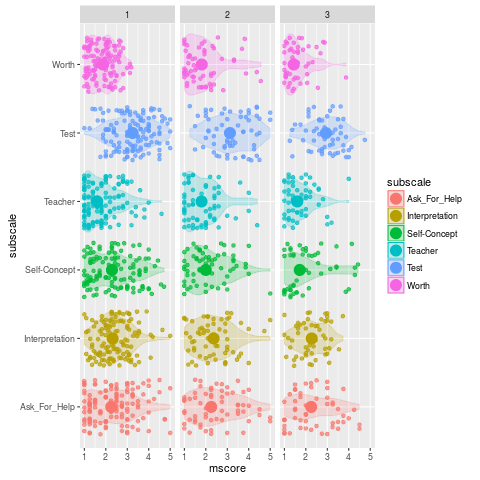 1 2 3
Worth
Test
Teacher
Self-Concept
Interpretation
Ask_For_Help
1 2 3 4 5 1 2 3 4 5 1 2 3 4 5
mscore
subscale
subscale
Ask_For_Help
Interpretation
Self-Concept
Teacher
Test
Worth